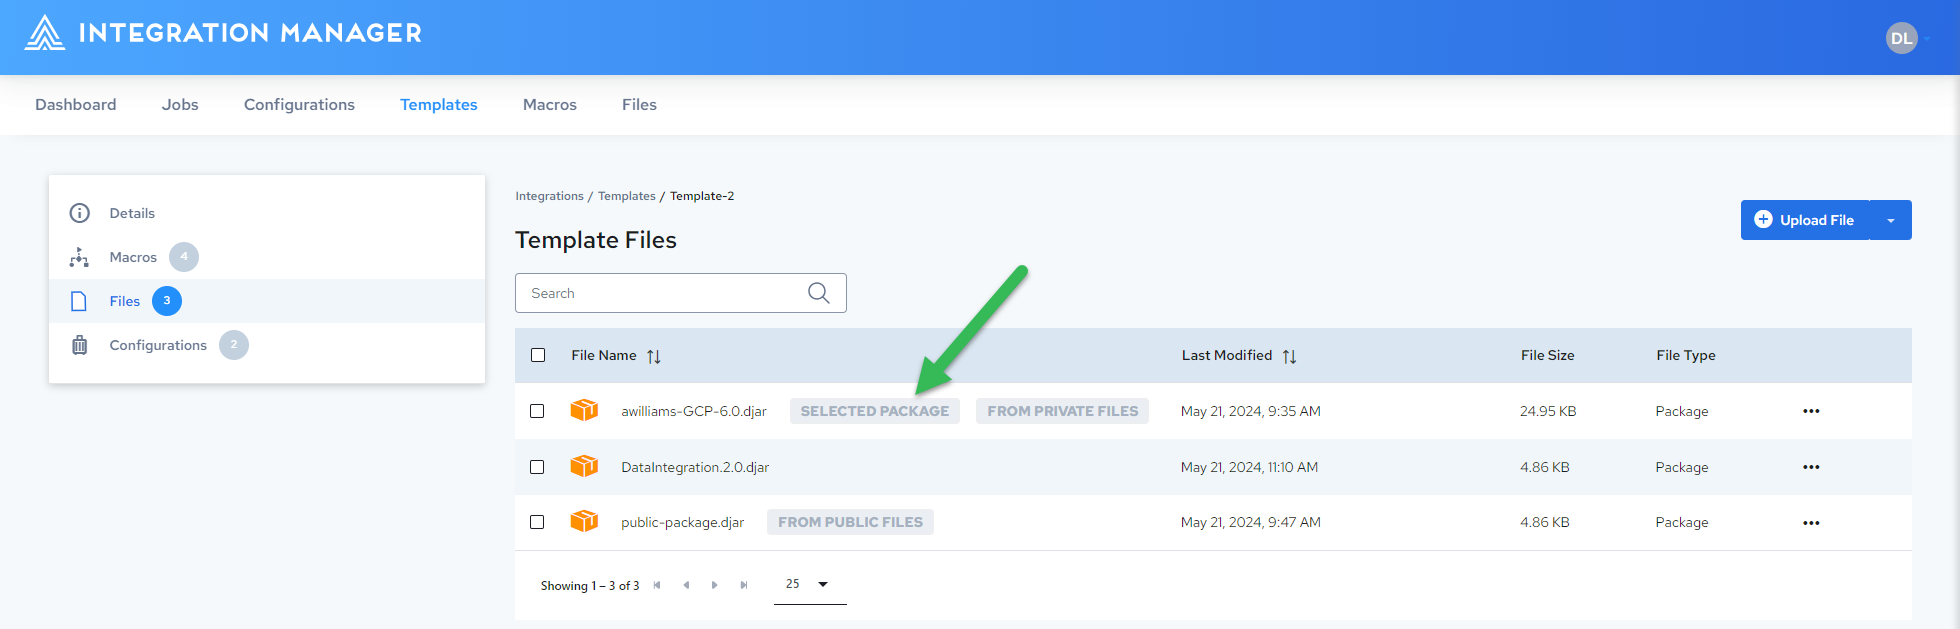 INTEGRATION MANAGER
DL
Dashboard Jobs Configurations Templates Macros Files
Details
Macros 4
Files 3
Configurations 2
Integrations / Templates / Template-2
Upload File
Template Files
Search
File Name Last Modified File Size File Type
awilliams-GCP-6.0.djar SELECTED PACKAGE FROM PRIVATE FILES May 21, 2024, 9:35 AM 24.95 KB Package
DataIntegration.2.0.djar May 21, 2024, 11:10 AM 4.86 KB Package
public-package.djar FROM PUBLIC FILES May 21, 2024, 9:47 AM 4.86 KB Package
Showing 1 – 3 of 3 25